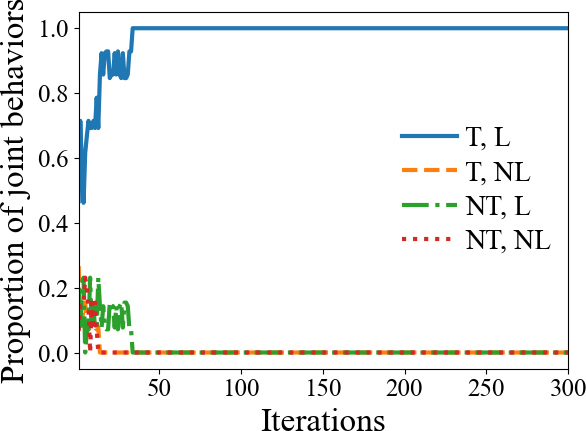 Proportion of joint behaviors
1.0
0.8
0.6
0.4
0.2
0.0
T, L
T, NL
NT, L
NT, NL
50 100 150 200 250 300
Iterations